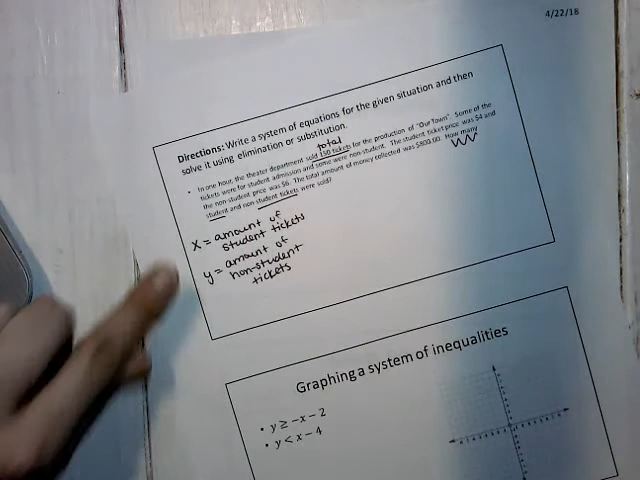 4/22/18
Directions: Write a system of equations for the given situation and then
solve it using elimination or substitution.
total
• In one hour, the theater department sold 150 tickets for the production of "Our Town". Some of the
tickets were for student admission and some were non-student. The student ticket price was $4 and
the non-student price was $6. The total amount of money collected was $800.00. How many
student and non-student tickets were sold?
X = amount of
student tickets
y = amount of
non-student
tickets
Graphing a system of inequalities
• y ≥ -x - 2
• y < x - 4